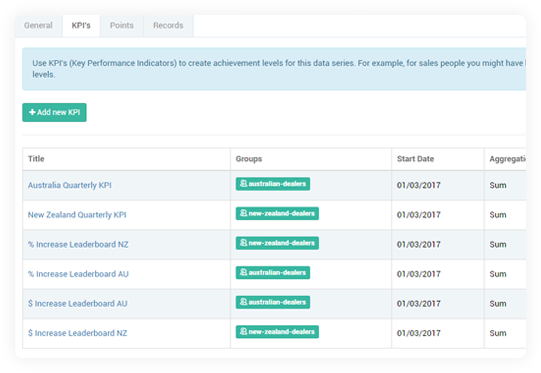 General KPI's Points Records
Use KPI's (Key Performance Indicators) to create achievement levels for this data series. For example, for sales people you might have
levels.
+ Add new KPI
Title Groups Start Date Aggregati
Australia Quarterly KPI australian-dealers 01/03/2017 Sum
New Zealand Quarterly KPI new-zealand-dealers 01/03/2017 Sum
% Increase Leaderboard NZ new-zealand-dealers 01/03/2017 Sum
% Increase Leaderboard AU australian-dealers 01/03/2017 Sum
$ Increase Leaderboard AU australian-dealers 01/03/2017 Sum
$ Increase Leaderboard NZ new-zealand-dealers 01/03/2017 Sum